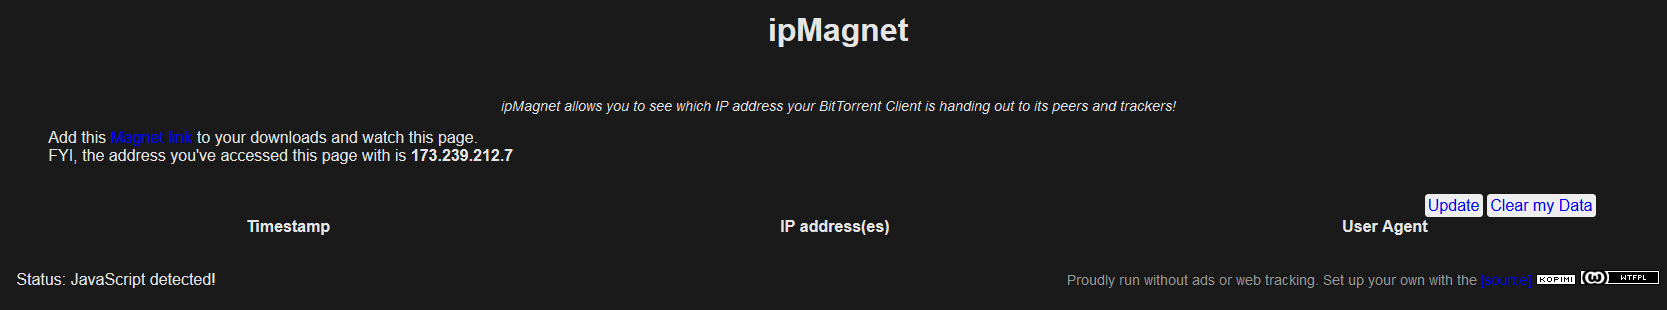 ipMagnet
ipMagnet allows you to see which IP address your BitTorrent Client is handing out to its peers and trackers!
Add this Magnet link to your downloads and watch this page.
FYI, the address you've accessed this page with is 173.239.212.7
Update Clear my Data
Timestamp IP address(es) User Agent
Status: JavaScript detected!
Proudly run without ads or web tracking. Set up your own with the [source] KOPIMI WTFPL